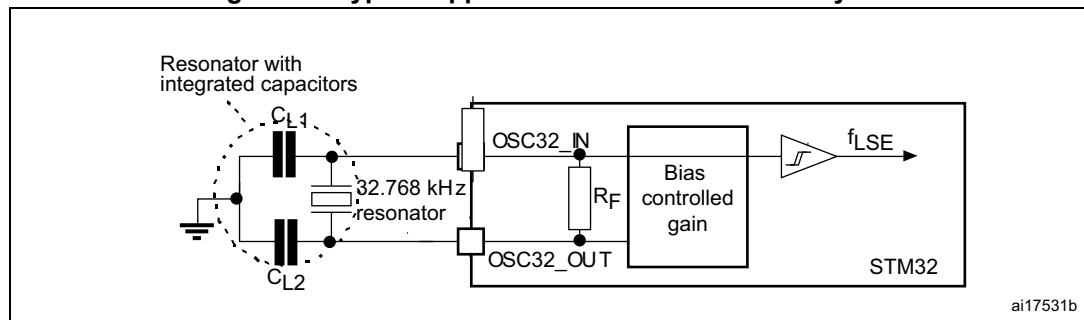 Resonator with
integrated capacitors
CL1
OSC32_IN
fLSE
32.768 kHz
resonator
RF
Bias
controlled
gain
OSC32_OUT
STM32
CL2
ai17531b